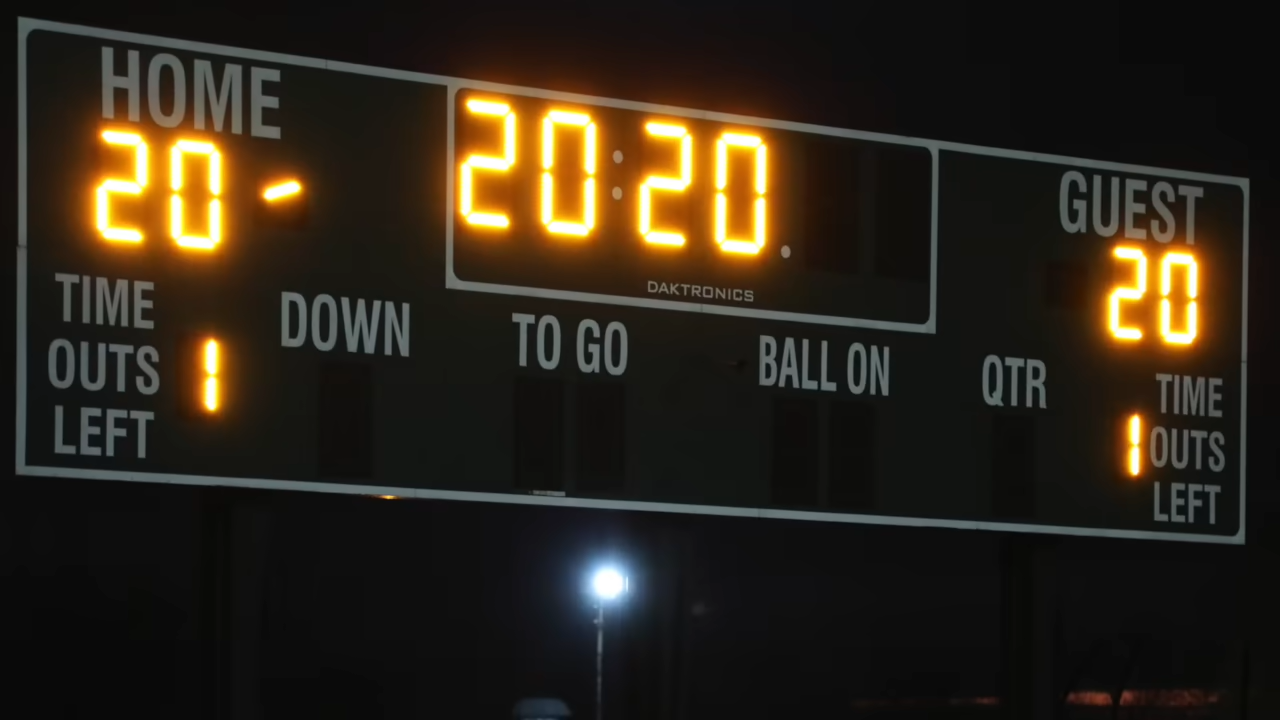 HOME
20
20:20.
DAKTRONICS
GUEST
20
TIME
OUTS 1
LEFT
DOWN
TO GO
BALL ON
QTR
TIME
1 OUTS
LEFT